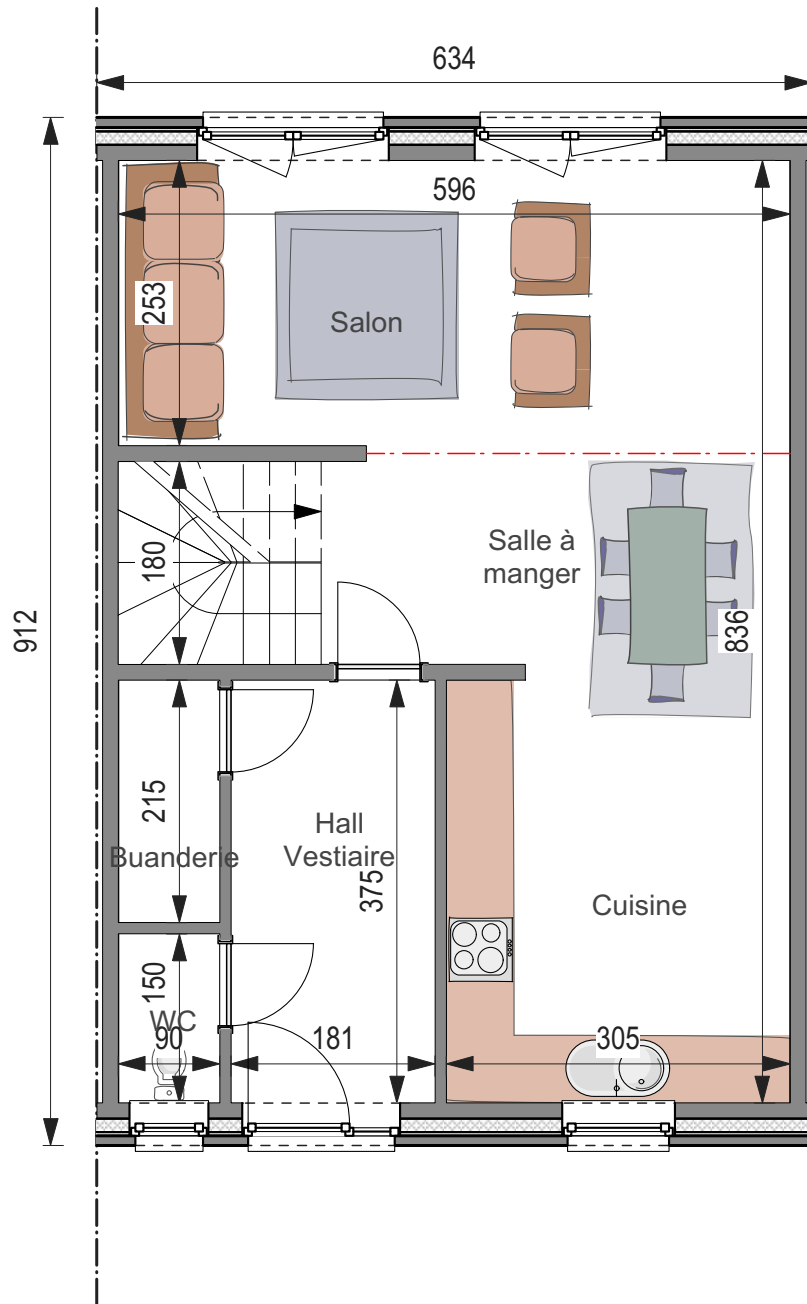 634
596
253
Salon
180
Salle à
manger
912
836
215
Hall
Vestiaire
Buanderie
375
Cuisine
150
WC
90
181
305